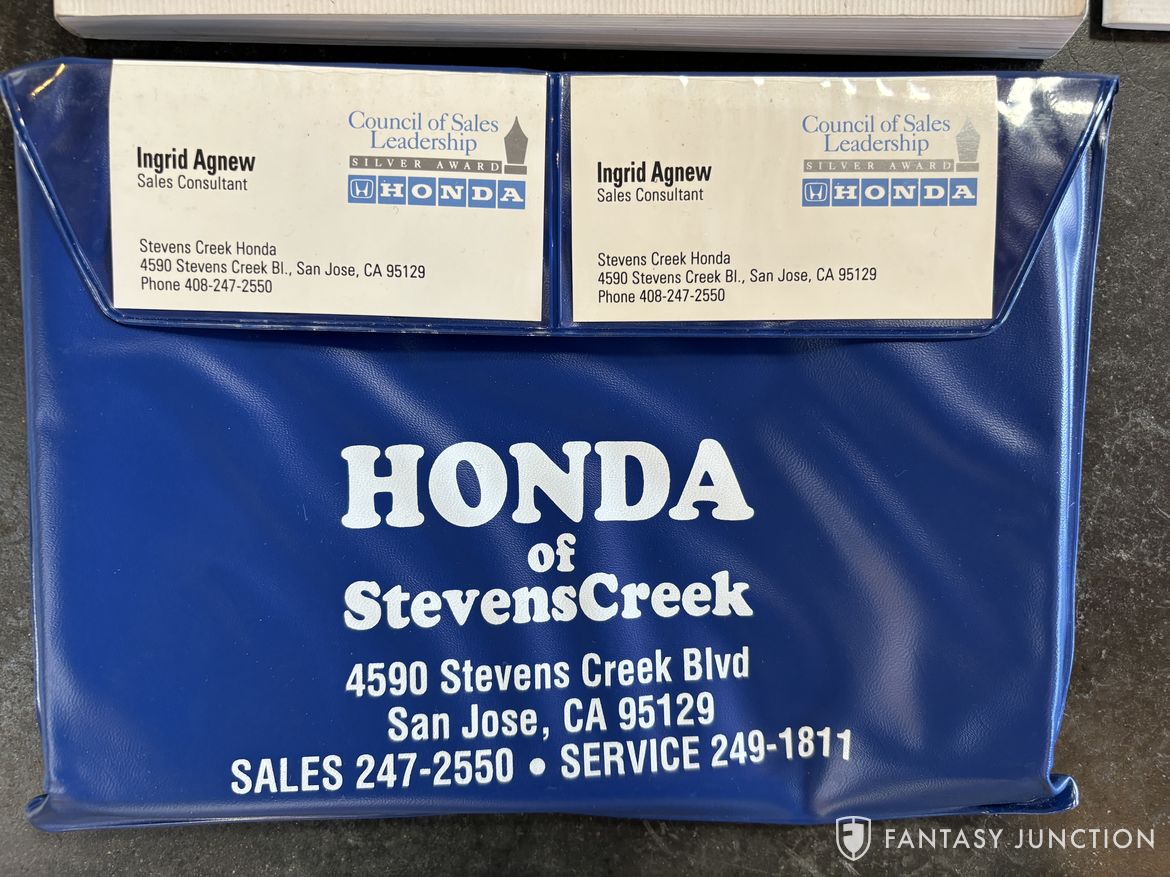 Ingrid Agnew
Sales Consultant
Council of Sales
Leadership
SILVER AWARD
HONDA
Stevens Creek Honda
4590 Stevens Creek Bl., San Jose, CA 95129
Phone 408-247-2550
Ingrid Agnew
Sales Consultant
Council of Sales
Leadership
SILVER AWARD
HONDA
Stevens Creek Honda
4590 Stevens Creek Bl., San Jose, CA 95129
Phone 408-247-2550
HONDA
of
StevensCreek
4590 Stevens Creek Blvd
San Jose, CA 95129
SALES 247-2550 • SERVICE 249-1811
FANTASY JUNCTION